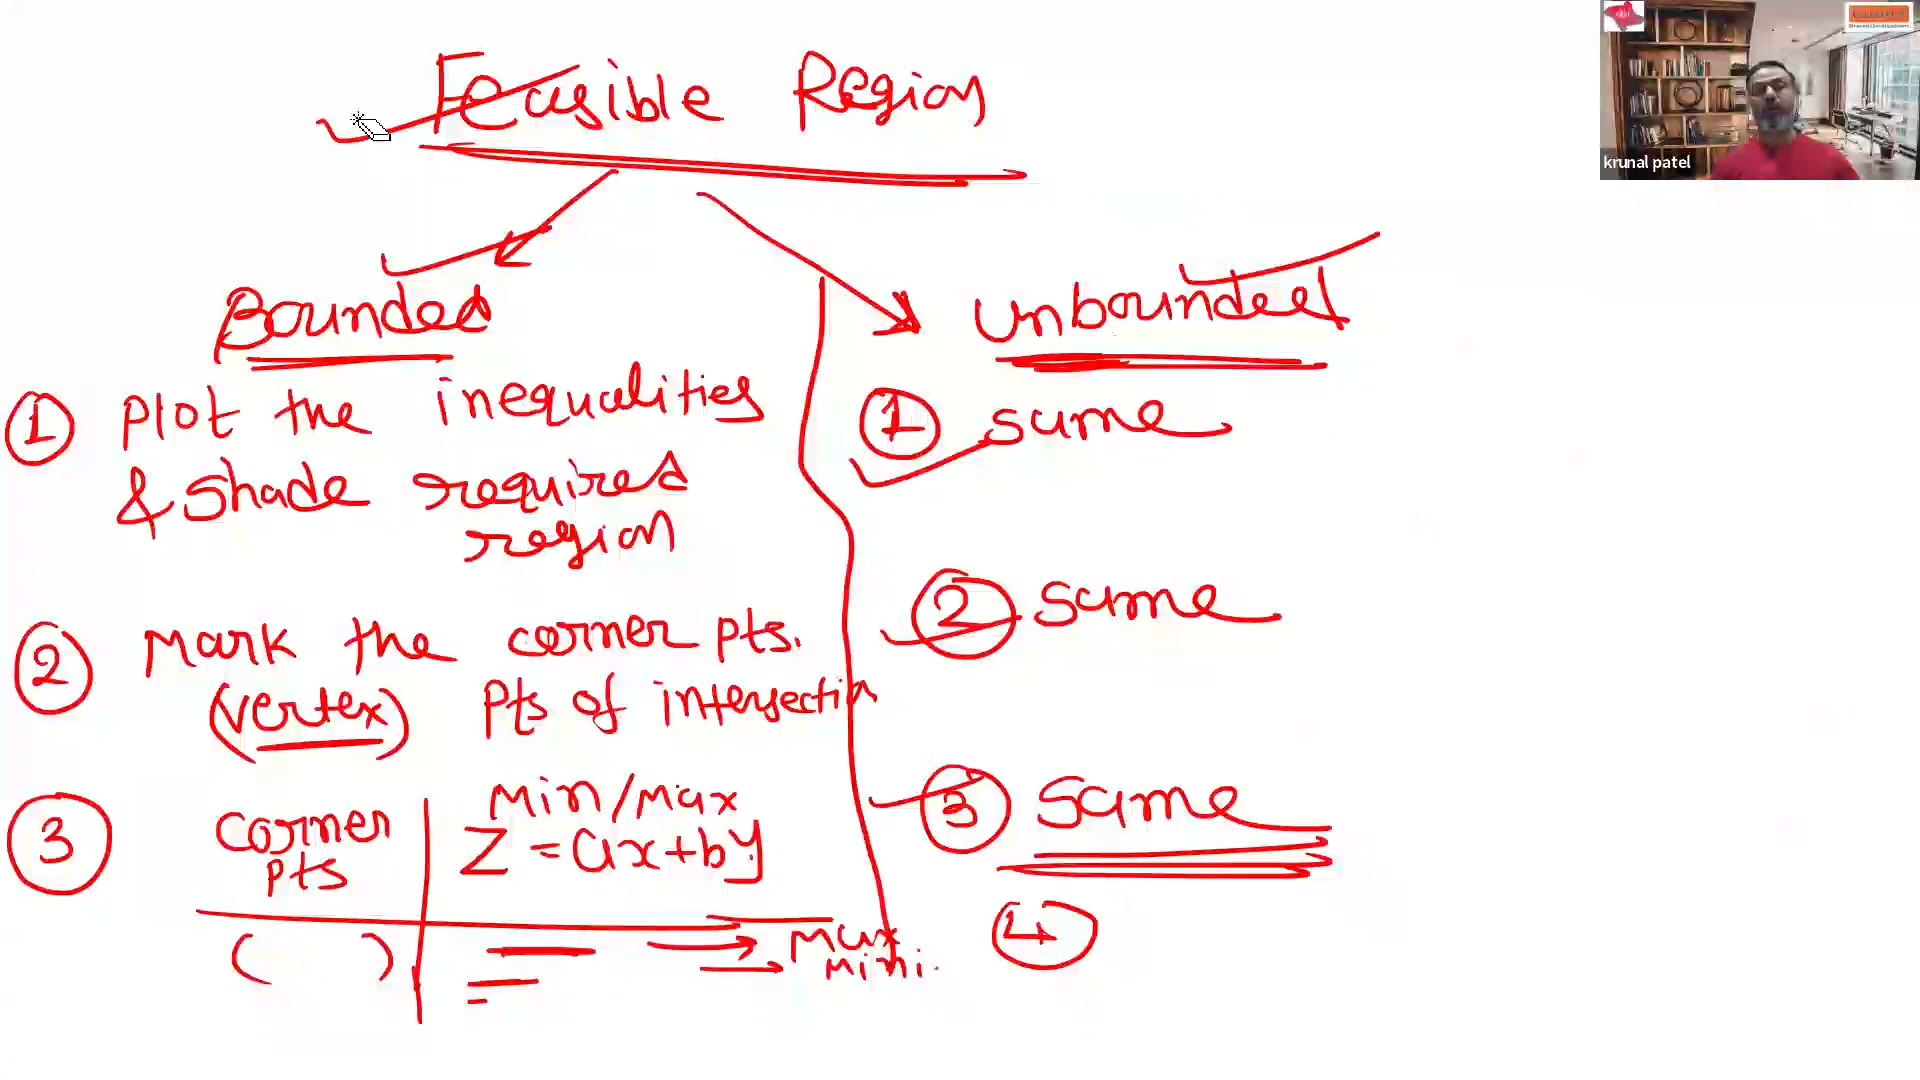 Feasible Region
Bounded
① Plot the inequalities
& Shade required
region
② Mark the corner pts.
(vertex) Pts of intersectin
③ corner pts
Min/Max
Z = ax+by
( )
Max
Mini.
unbounded
① same
② same
③ same
④
krunal patel